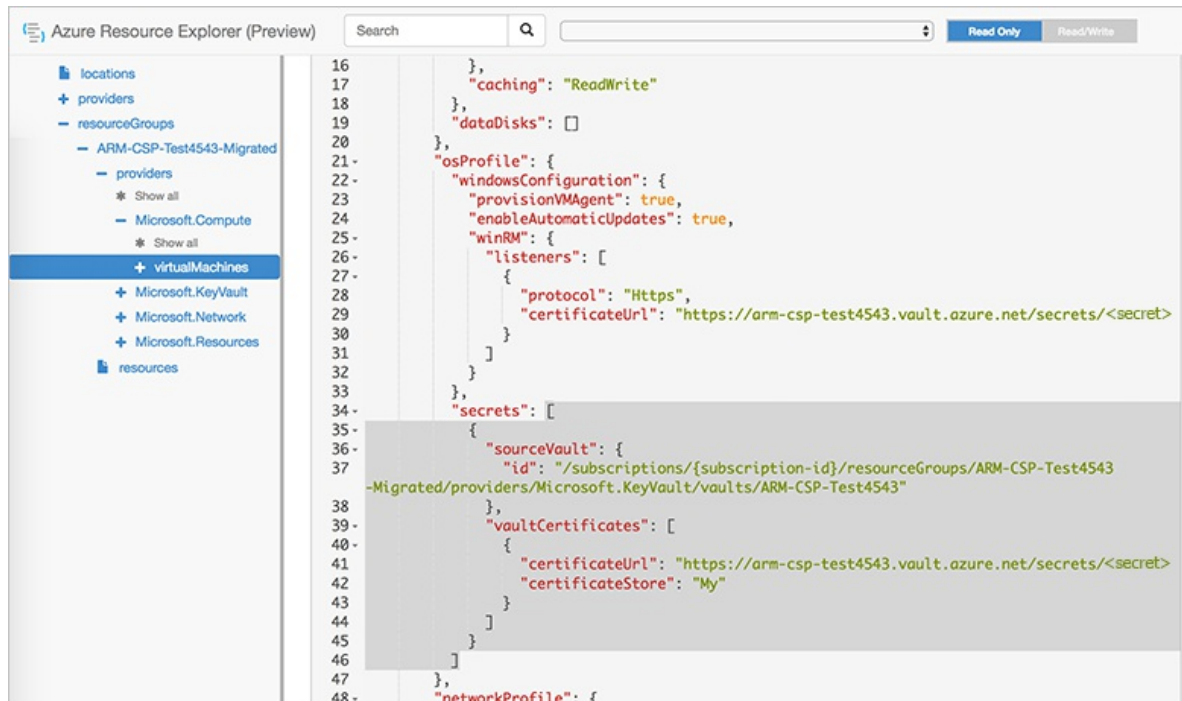 Azure Resource Explorer (Preview)
Search
Read Only
Read/Write
locations
providers
resourceGroups
ARM-CSP-Test4543-Migrated
providers
Show all
Microsoft.Compute
Show all
virtualMachines
Microsoft.KeyVault
Microsoft.Network
Microsoft.Resources
resources
16 },
17 "caching": "ReadWrite"
18 },
19 "dataDisks": []
20 },
21 "osProfile": {
22 "windowsConfiguration": {
23 "provisionVMAgent": true,
24 "enableAutomaticUpdates": true,
25 "winRM": {
26 "listeners": [
27 {
28 "protocol": "Https",
29 "certificateUrl": "https://arm-csp-test4543.vault.azure.net/secrets/<secret>
30 }
31 ]
32 }
33 },
34 "secrets": [
35 {
36 "sourceVault": {
37 "id": "/subscriptions/{subscription-id}/resourceGroups/ARM-CSP-Test4543
-Migrated/providers/Microsoft.KeyVault/vaults/ARM-CSP-Test4543"
38 },
39 "vaultCertificates": [
40 {
41 "certificateUrl": "https://arm-csp-test4543.vault.azure.net/secrets/<secret>
42 "certificateStore": "My"
43 }
44 ]
45 }
46 ]
47 },
48 "networkProfile": {